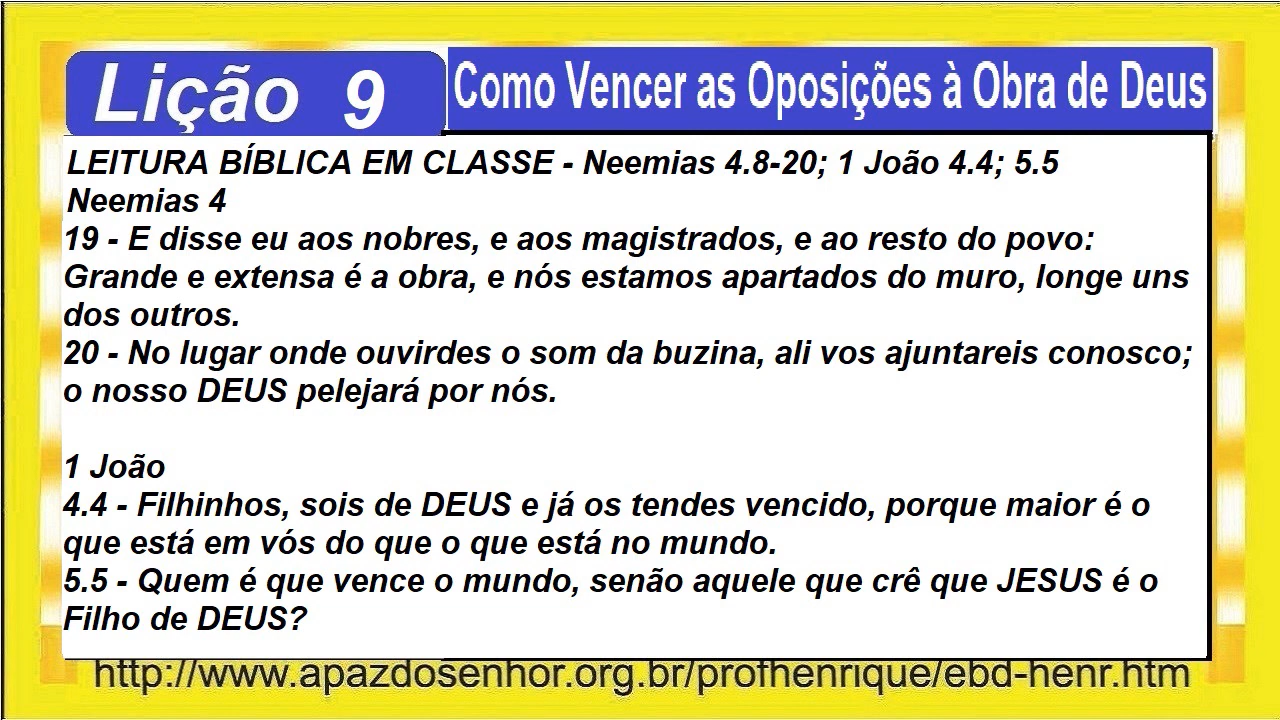 Lição 9
Como Vencer as Oposições à Obra de Deus
LEITURA BÍBLICA EM CLASSE - Neemias 4.8-20; 1 João 4.4; 5.5
Neemias 4
19 - E disse eu aos nobres, e aos magistrados, e ao resto do povo:
Grande e extensa é a obra, e nós estamos apartados do muro, longe uns
dos outros.
20 - No lugar onde ouvirdes o som da buzina, ali vos ajuntareis conosco;
o nosso DEUS pelejará por nós.
1 João
4.4 - Filhinhos, sois de DEUS e já os tendes vencido, porque maior é o
que está em vós do que o que está no mundo.
5.5 - Quem é que vence o mundo, senão aquele que crê que JESUS é o
Filho de DEUS?
http://www.apazdosenhor.org.br/profhenrique/ebd-henr.htm